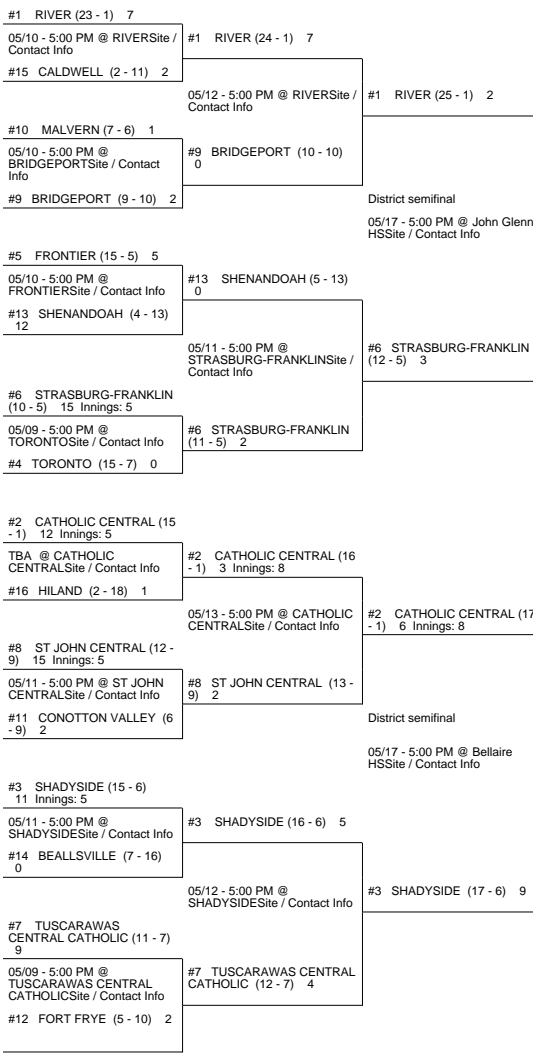 #1 RIVER (23 - 1) 7
05/10 - 5:00 PM @ RIVERSite /
Contact Info
#15 CALDWELL (2 - 11) 2
#1 RIVER (24 - 1) 7
05/12 - 5:00 PM @ RIVERSite /
Contact Info
#1 RIVER (25 - 1) 2
#10 MALVERN (7 - 6) 1
05/10 - 5:00 PM @
BRIDGEPORTSite / Contact
Info
#9 BRIDGEPORT (9 - 10) 2
#9 BRIDGEPORT (10 - 10)
0
District semifinal
05/17 - 5:00 PM @ John Glenn
HSSite / Contact Info
#5 FRONTIER (15 - 5) 5
05/10 - 5:00 PM @
FRONTIERSite / Contact Info
#13 SHENANDOAH (4 - 13)
12
#13 SHENANDOAH (5 - 13)
0
05/11 - 5:00 PM @
STRASBURG-FRANKLINSite /
Contact Info
#6 STRASBURG-FRANKLIN
(12 - 5) 3
#6 STRASBURG-FRANKLIN
(10 - 5) 15 Innings: 5
05/09 - 5:00 PM @
TORONTOSite / Contact Info
#4 TORONTO (15 - 7) 0
#6 STRASBURG-FRANKLIN
(11 - 5) 2
#2 CATHOLIC CENTRAL (15
- 1) 12 Innings: 5
TBA @ CATHOLIC
CENTRALSite / Contact Info
#16 HILAND (2 - 18) 1
#2 CATHOLIC CENTRAL (16
- 1) 3 Innings: 8
05/13 - 5:00 PM @ CATHOLIC
CENTRALSite / Contact Info
#2 CATHOLIC CENTRAL (17
- 1) 6 Innings: 8
#8 ST JOHN CENTRAL (12 -
9) 15 Innings: 5
05/11 - 5:00 PM @ ST JOHN
CENTRALSite / Contact Info
#11 CONOTTON VALLEY (6
- 9) 2
#8 ST JOHN CENTRAL (13 -
9) 2
District semifinal
05/17 - 5:00 PM @ Bellaire
HSSite / Contact Info
#3 SHADYSIDE (15 - 6)
11 Innings: 5
05/11 - 5:00 PM @
SHADYSIDESite / Contact Info
#14 BEALLSVILLE (7 - 16)
0
#3 SHADYSIDE (16 - 6) 5
05/12 - 5:00 PM @
SHADYSIDESite / Contact Info
#3 SHADYSIDE (17 - 6) 9
#7 TUSCARAWAS
CENTRAL CATHOLIC (11 - 7)
9
05/09 - 5:00 PM @
TUSCARAWAS CENTRAL
CATHOLICSite / Contact Info
#12 FORT FRYE (5 - 10) 2
#7 TUSCARAWAS CENTRAL
CATHOLIC (12 - 7) 4